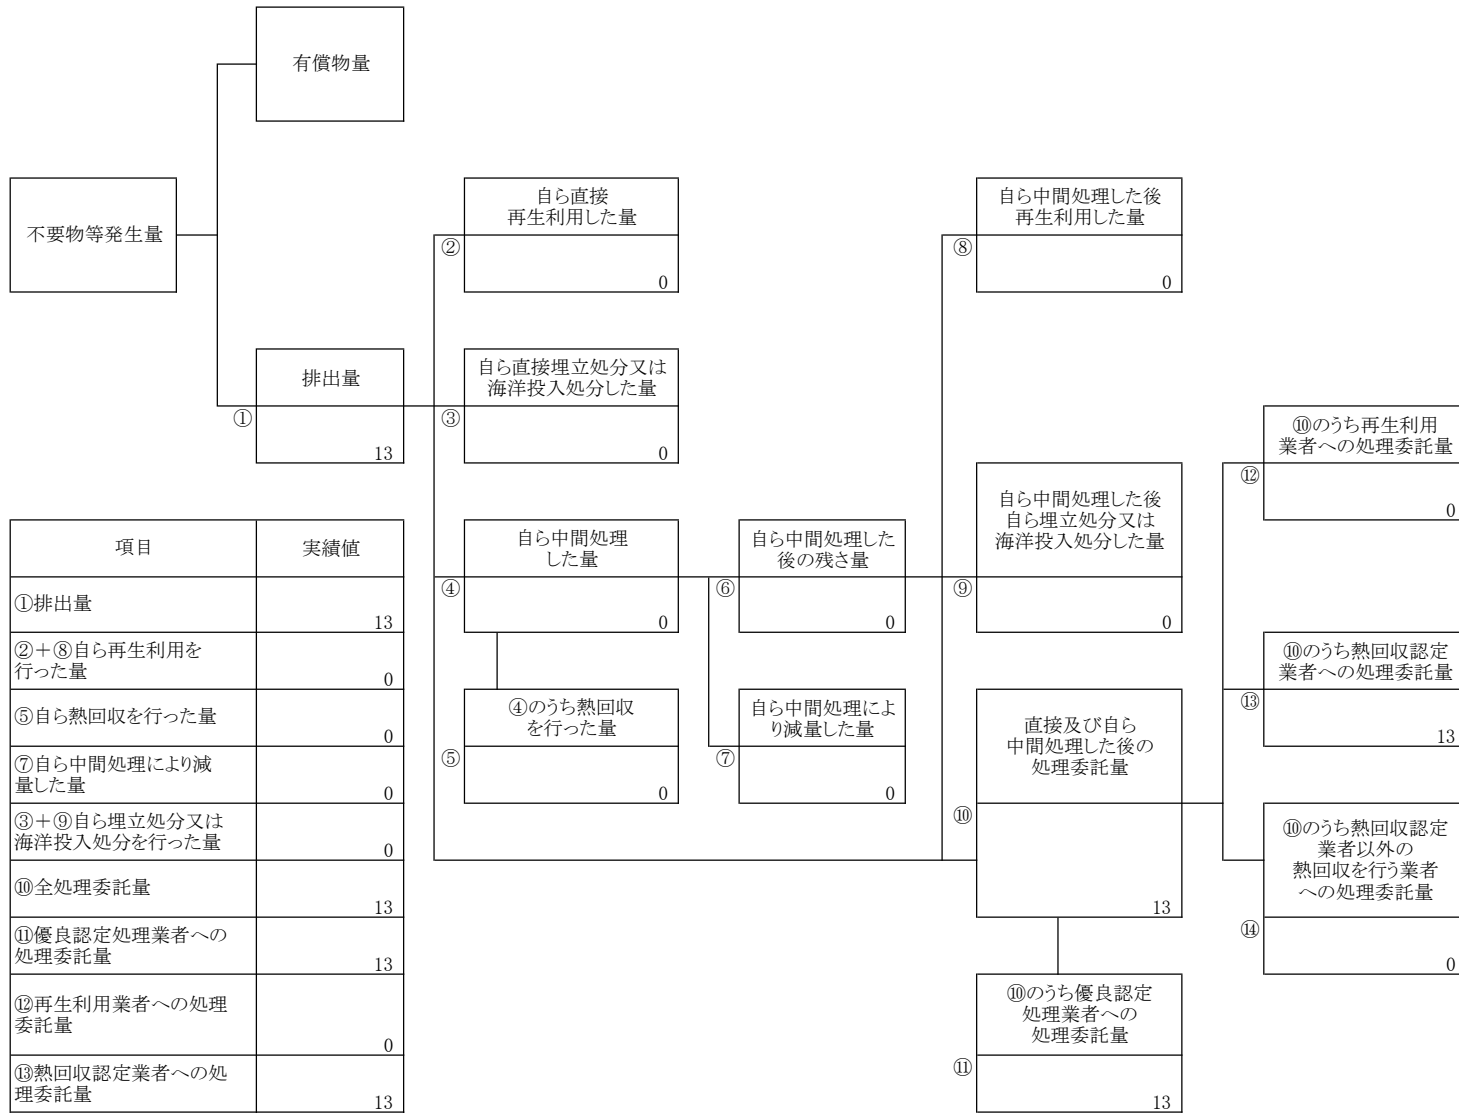 有償物量
不要物等発生量
自ら直接
再生利用した量
②
0
自ら中間処理した後
再生利用した量
⑧
0
排出量
①
13
自ら直接埋立処分又は
海洋投入処分した量
③
0
⑩のうち再生利用
業者への処理委託量
⑫
0
自ら中間処理
した量
④
0
自ら中間処理した
後の残さ量
⑥
0
自ら中間処理した後
自ら埋立処分又は
海洋投入処分した量
⑨
0
⑩のうち熱回収認定
業者への処理委託量
⑬
13
④のうち熱回収
を行った量
⑤
0
自ら中間処理によ
り減量した量
⑦
0
直接及び自ら
中間処理した後の
処理委託量
⑩
13
⑩のうち熱回収認定
業者以外の
熱回収を行う業者
への処理委託量
⑭
0
⑩のうち優良認定
処理業者への
処理委託量
⑪
13
項目 実績値
①排出量
13
②＋⑧自ら再生利用を
行った量
0
⑤自ら熱回収を行った量
0
⑦自ら中間処理により減
量した量
0
③＋⑨自ら埋立処分又は
海洋投入処分を行った量
0
⑩全処理委託量
13
⑪優良認定処理業者への
処理委託量
13
⑫再生利用業者への処理
委託量
0
⑬熱回収認定業者への処
理委託量
13